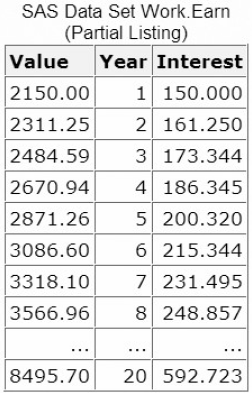 SAS Data Set Work.Earn
(Partial Listing)
Value Year Interest
2150.00 1 150.000
2311.25 2 161.250
2484.59 3 173.344
2670.94 4 186.345
2871.26 5 200.320
3086.60 6 215.344
3318.10 7 231.495
3566.96 8 248.857
... ... ...
8495.70 20 592.723